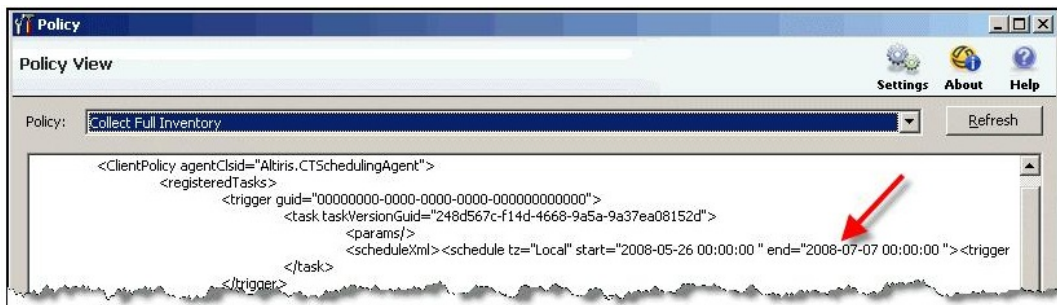 Policy
Policy View
Settings About Help
Policy: Collect Full Inventory Refresh
<ClientPolicy agentClsid="Altiris.CTSchedulingAgent">
<registeredTasks>
<trigger guid="00000000-0000-0000-0000-000000000000">
<task taskVersionGuid="248d567c-f14d-4668-9a5a-9a37ea08152d">
<params/>
<scheduleXml><schedule tz="Local" start="2008-05-26 00:00:00 " end="2008-07-07 00:00:00 "><trigger
</task>
</trigger>